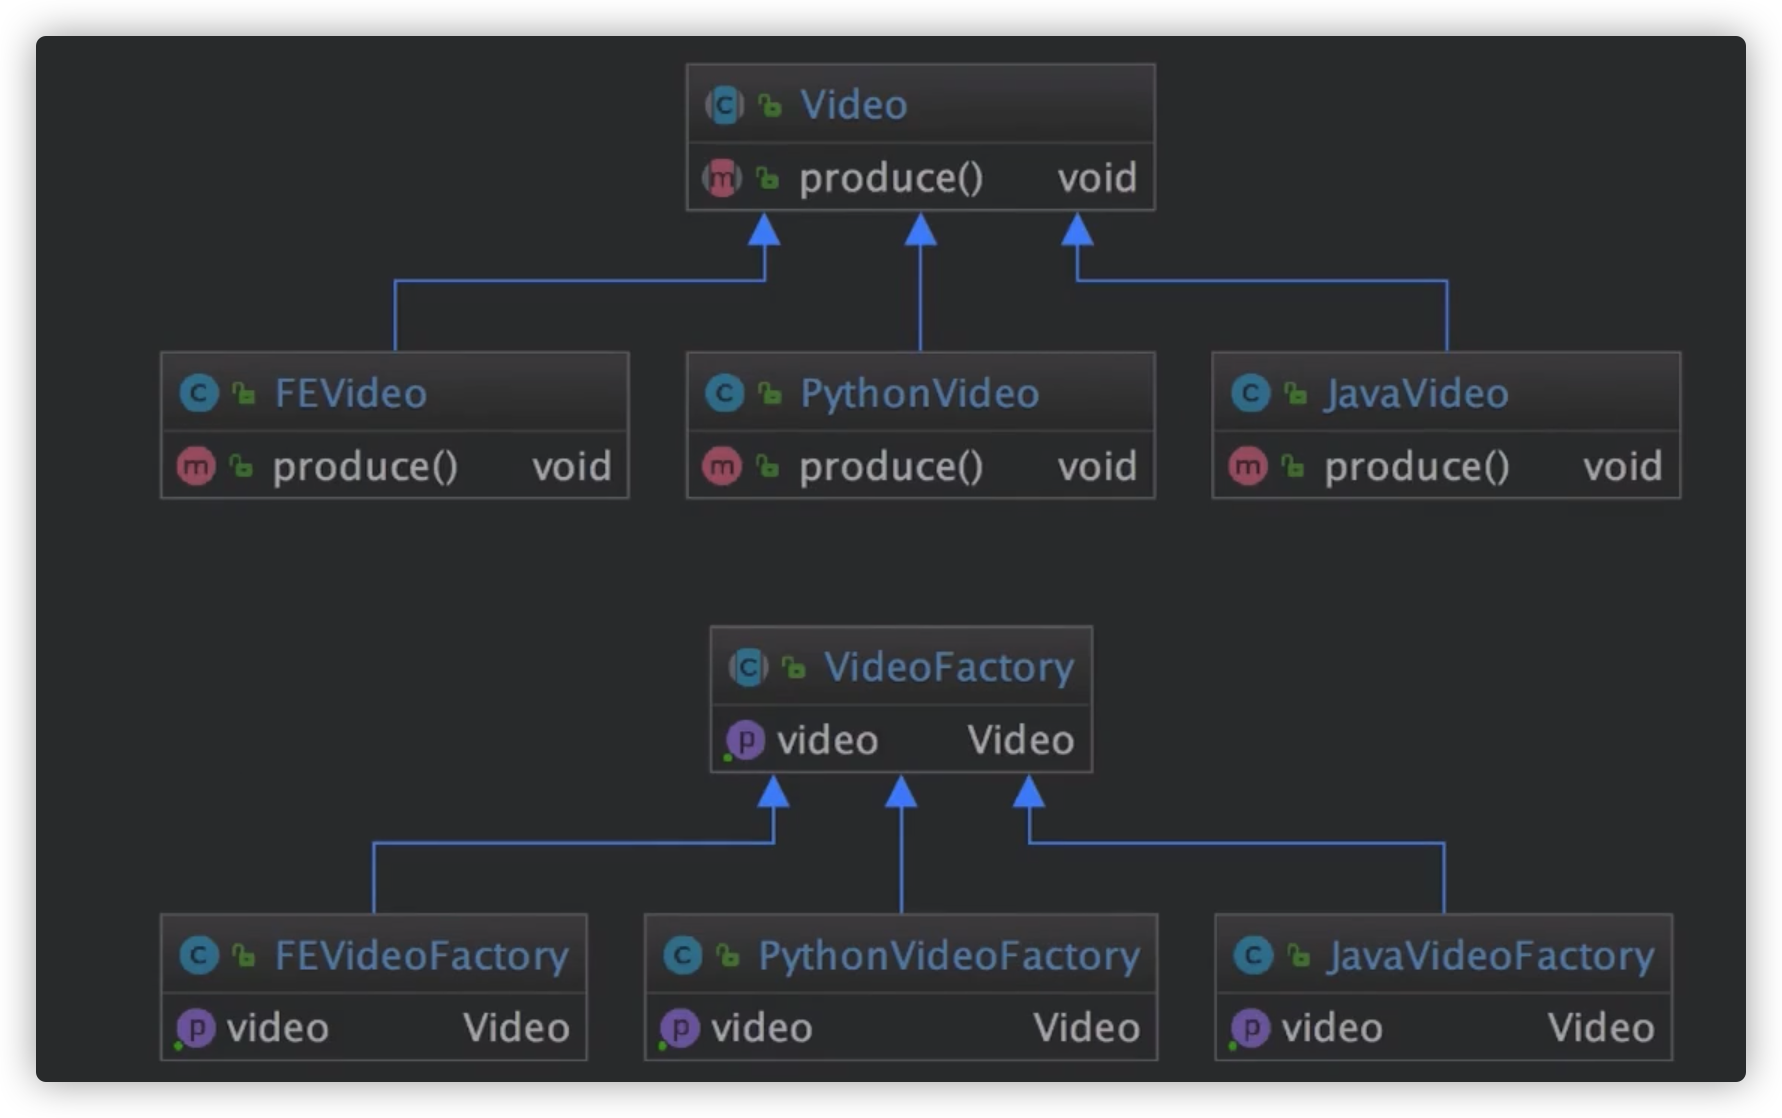 C Video
m produce() void
C FEVideo
m produce() void
C PythonVideo
m produce() void
C JavaVideo
m produce() void
C VideoFactory
p video Video
C FEVideoFactory
p video Video
C PythonVideoFactory
p video Video
C JavaVideoFactory
p video Video